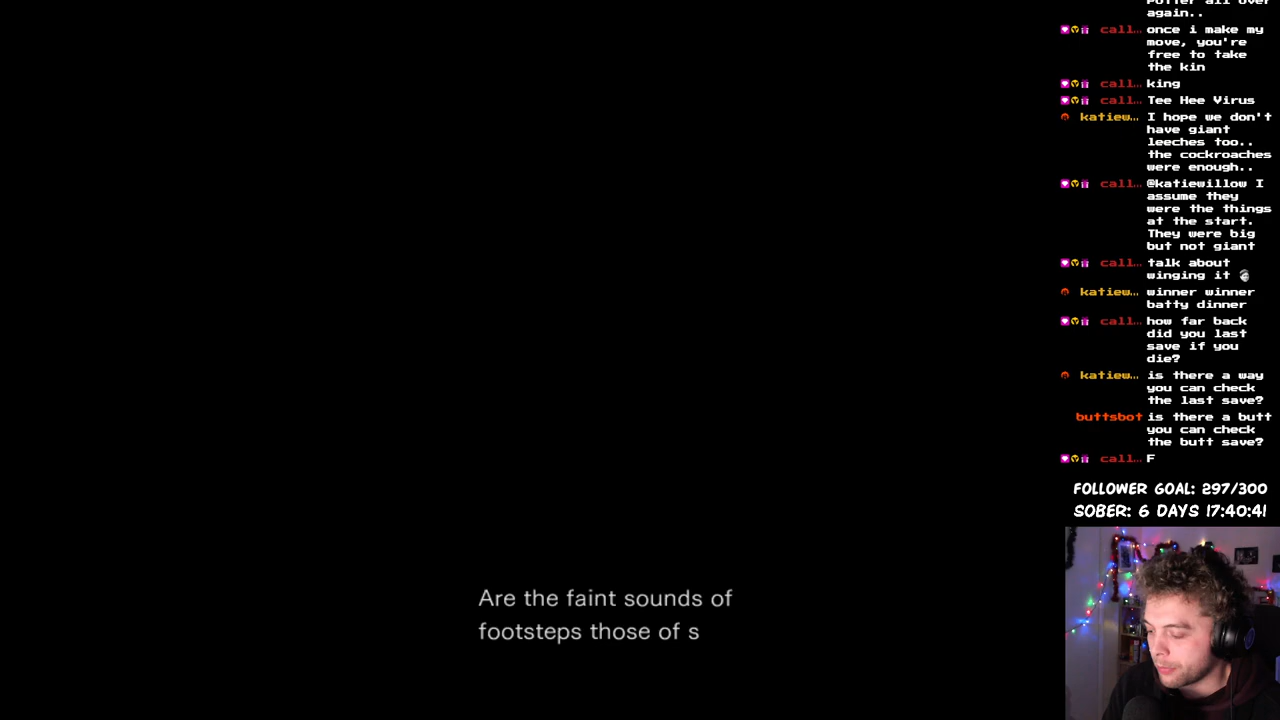 again..
call… once i make my
move, you're
free to take
the kin
call… king
call… Tee Hee Virus
katiew… I hope we don't
have giant
leeches too..
the cockroaches
were enough..
call… @katiewillow I
assume they
were the things
at the start.
They were big
but not giant
call… talk about
winging it
katiew… winner winner
batty dinner
call… how far back
did you last
save if you
die?
katiew… is there a way
you can check
the last save?
buttsbot is there a butt
you can check
the butt save?
call… F
FOLLOWER GOAL: 297/300
SOBER: 6 DAYS 17:40:41
Are the faint sounds of
footsteps those of s